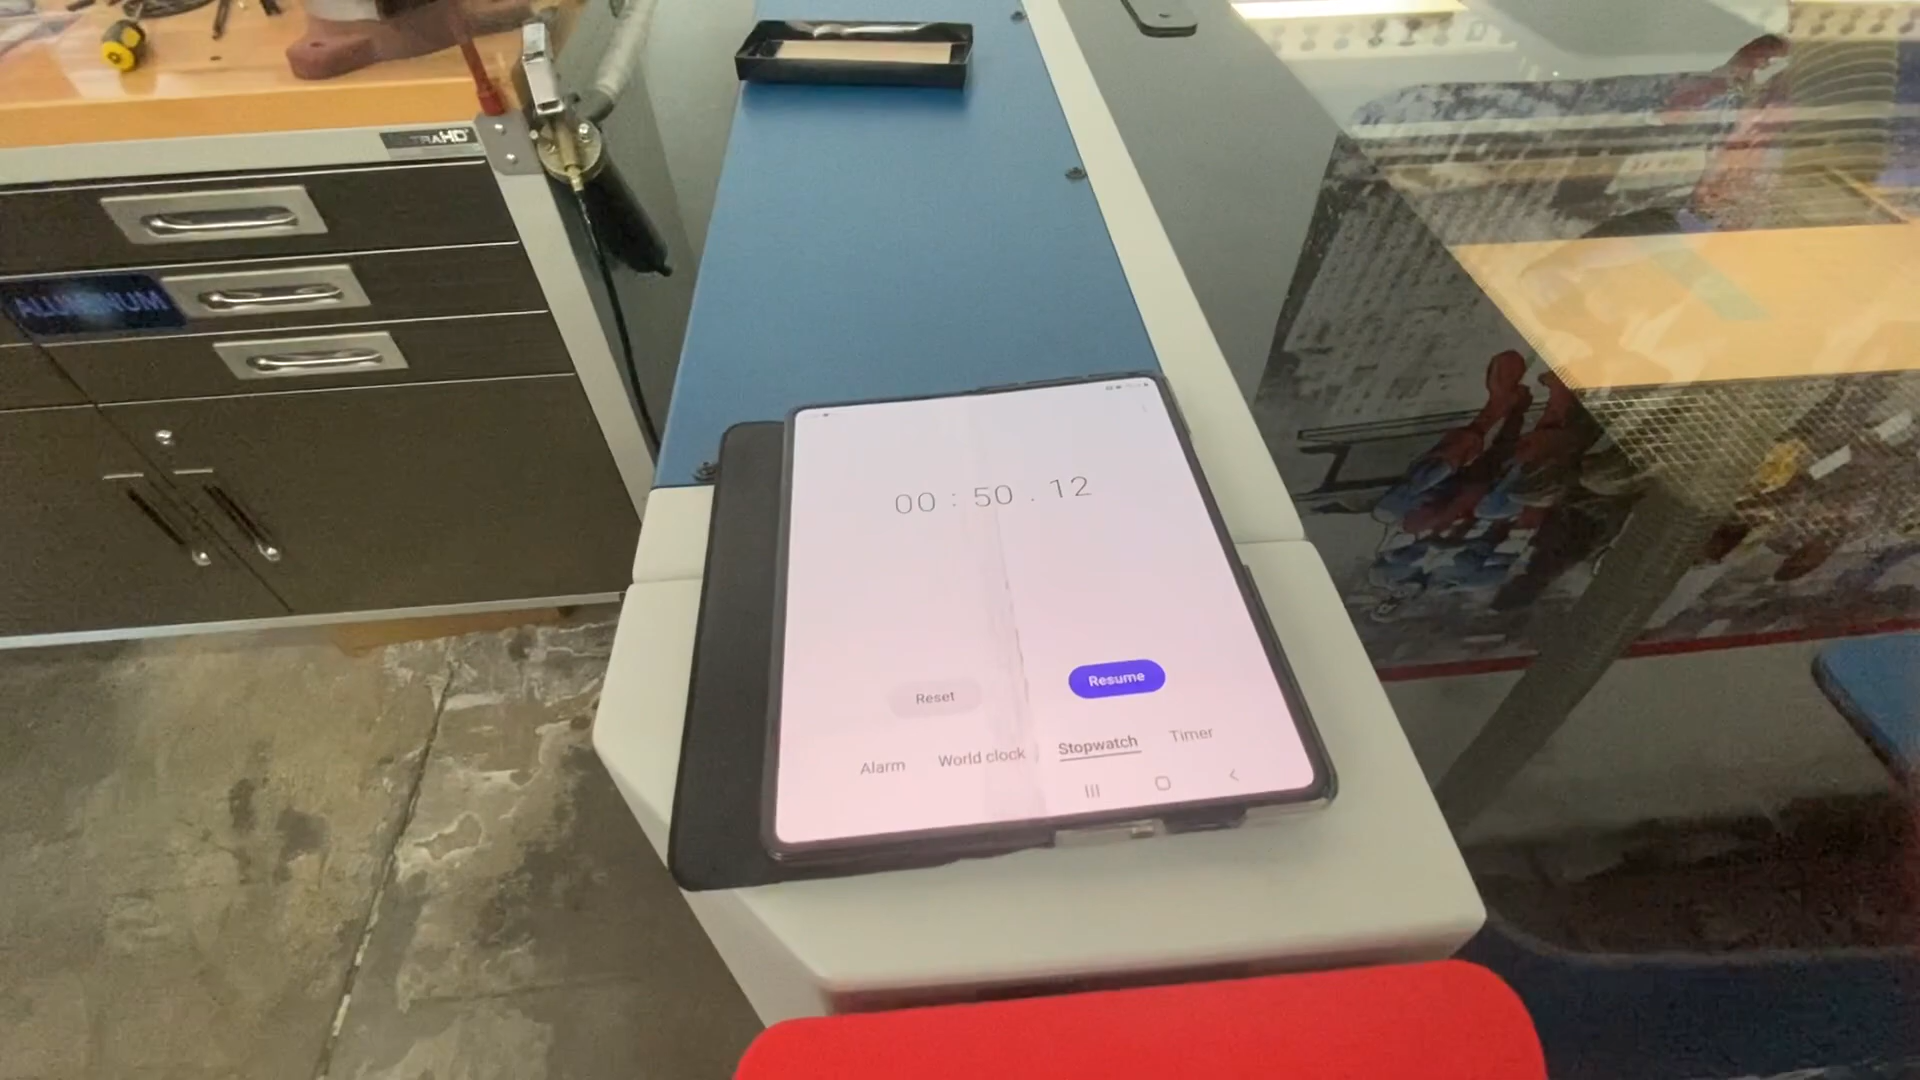 ULTRAHD
ALUMINUM
00 : 50 . 12
Reset
Resume
Alarm
World clock
Stopwatch
Timer